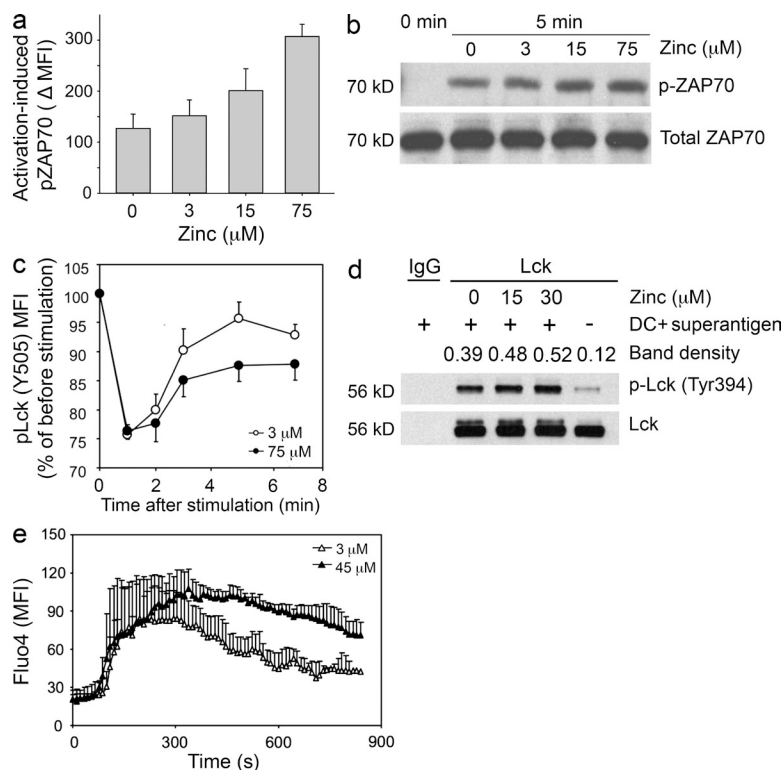 a
Activation-induced
pZAP70 ( Δ MFI)
300
200
100
0
0 3 15 75
Zinc (μM)
b
0 min 5 min
0 3 15 75 Zinc (μM)
70 kD p-ZAP70
70 kD Total ZAP70
c
pLck (Y505) MFI
(% of before stimulation)
105
100
95
90
85
80
75
70
3 μM
75 μM
0 2 4 6 8
Time after stimulation (min)
d
IgG Lck
0 15 30 Zinc (μM)
+ + + + - DC+ superantigen
0.39 0.48 0.52 0.12 Band density
56 kD p-Lck (Tyr394)
56 kD Lck
e
Fluo4 (MFI)
150
120
90
60
30
0
3 μM
45 μM
0 300 600 900
Time (s)